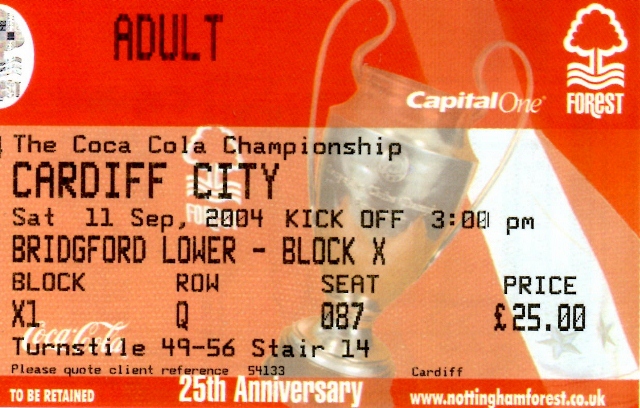 ADULT
CapitalOne
FOREST
The Coca Cola Championship
CARDIFF CITY
FOREST
Sat 11 Sep, 2004 KICK OFF 3:00 pm
BRIDGFORD LOWER - BLOCK X
BLOCK ROW SEAT PRICE
X1 Q 087 £25.00
Coca-Cola
Turnstile 49-56 Stair 14
Please quote client reference 54133 Cardiff
TO BE RETAINED 25th Anniversary www.nottinghamforest.co.uk